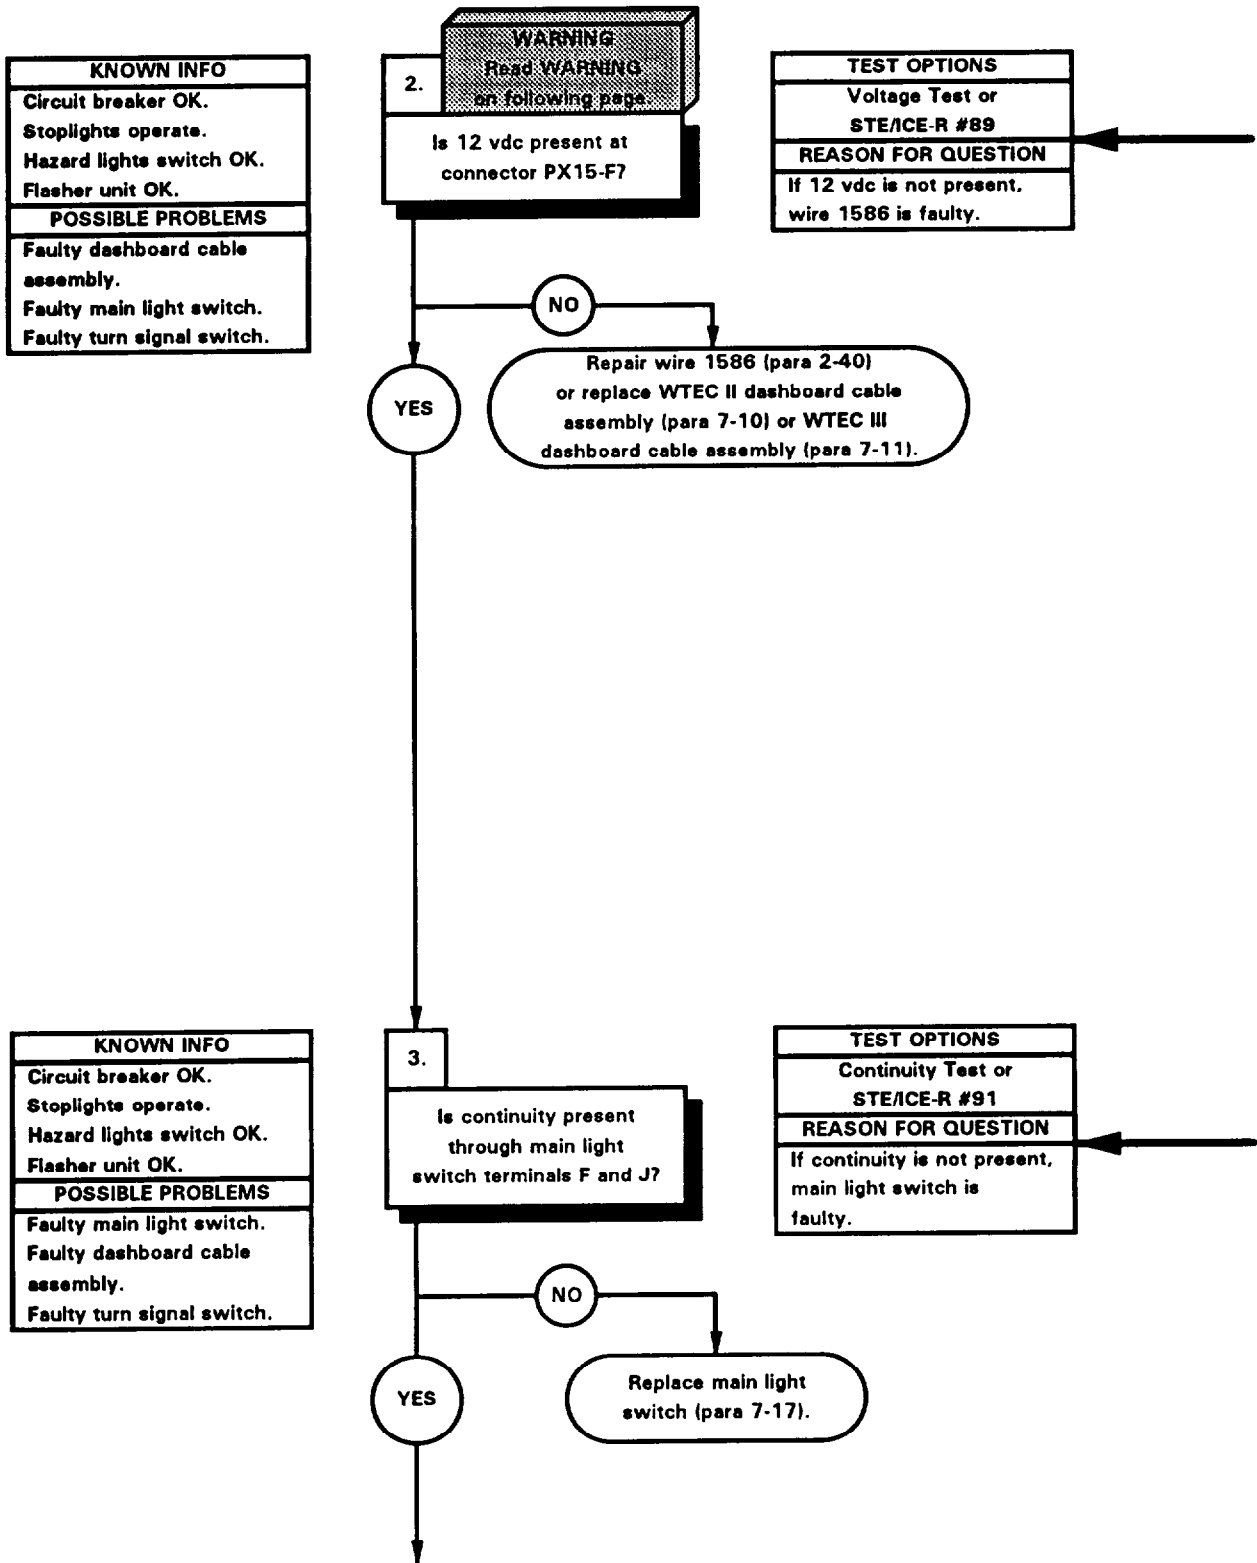 KNOWN INFO
Circuit breaker OK.
Stoplights operate.
Hazard lights switch OK.
Flasher unit OK.
POSSIBLE PROBLEMS
Faulty dashboard cable
assembly.
Faulty main light switch.
Faulty turn signal switch.
WARNING
Read WARNING
on following page.
2.
Is 12 vdc present at
connector PX15-F?
TEST OPTIONS
Voltage Test or
STE/ICE-R #89
REASON FOR QUESTION
If 12 vdc is not present,
wire 1586 is faulty.
NO
YES
Repair wire 1586 (para 2-40)
or replace WTEC II dashboard cable
assembly (para 7-10) or WTEC III
dashboard cable assembly (para 7-11).
KNOWN INFO
Circuit breaker OK.
Stoplights operate.
Hazard lights switch OK.
Flasher unit OK.
POSSIBLE PROBLEMS
Faulty main light switch.
Faulty dashboard cable
assembly.
Faulty turn signal switch.
3.
Is continuity present
through main light
switch terminals F and J?
TEST OPTIONS
Continuity Test or
STE/ICE-R #91
REASON FOR QUESTION
If continuity is not present,
main light switch is
faulty.
NO
YES
Replace main light
switch (para 7-17).